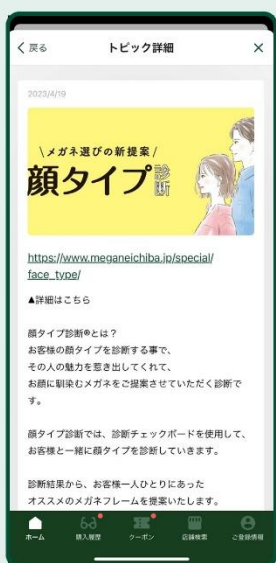 戻る
トピック詳細
2023/4/19
\メガネ選びの新提案/
顔タイプ診断
https://www.meganeichiba.jp/special/
face_type/
▲詳細はこちら
顔タイプ診断®とは？
お客様の顔タイプを診断する事で、
その人の魅力を惹き出してくれて、
お顔に馴染むメガネをご提案させていただく診断で
す。
顔タイプ診断では、診断チェックボードを使用して、
お客様と一緒に顔タイプを診断していきます。
診断結果から、お客様一人ひとりにあった
オススメのメガネフレームを提案いたします。
ホーム
購入履歴
クーポン
店舗検索
ご登録情報